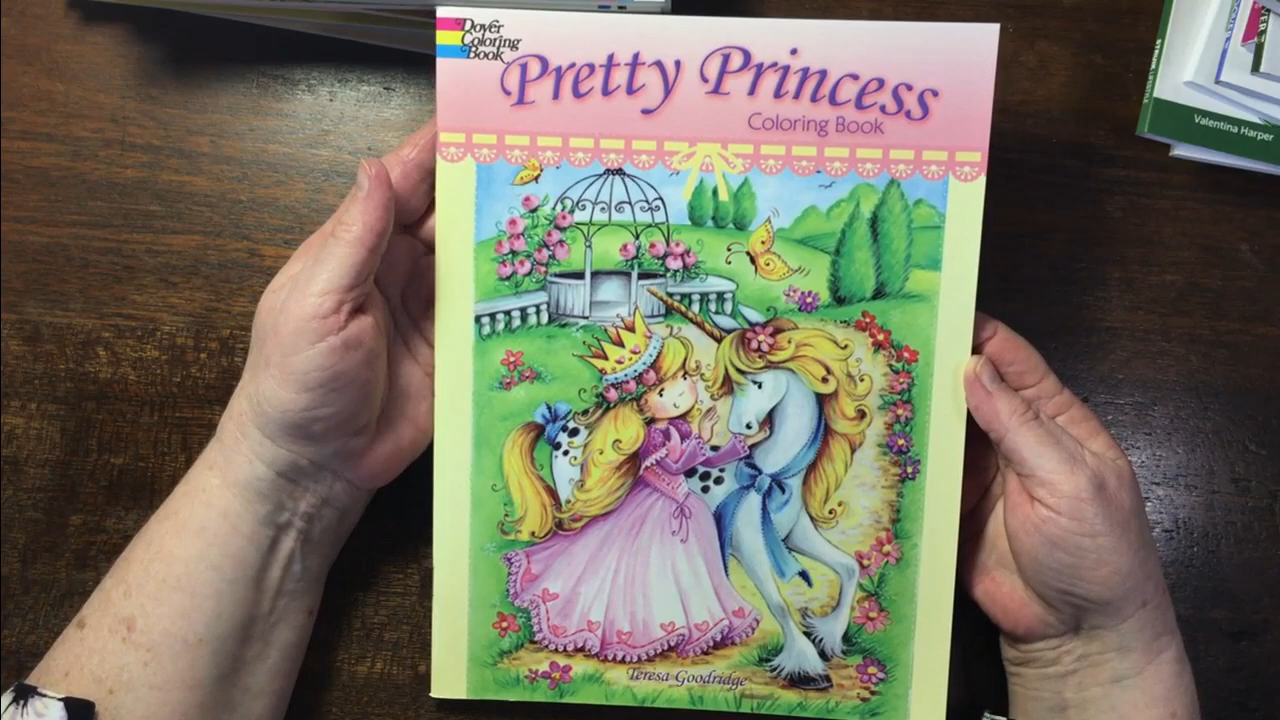 Dover
Coloring
Book
Pretty Princess
Coloring Book
Teresa Goodridge
Valentina Harper